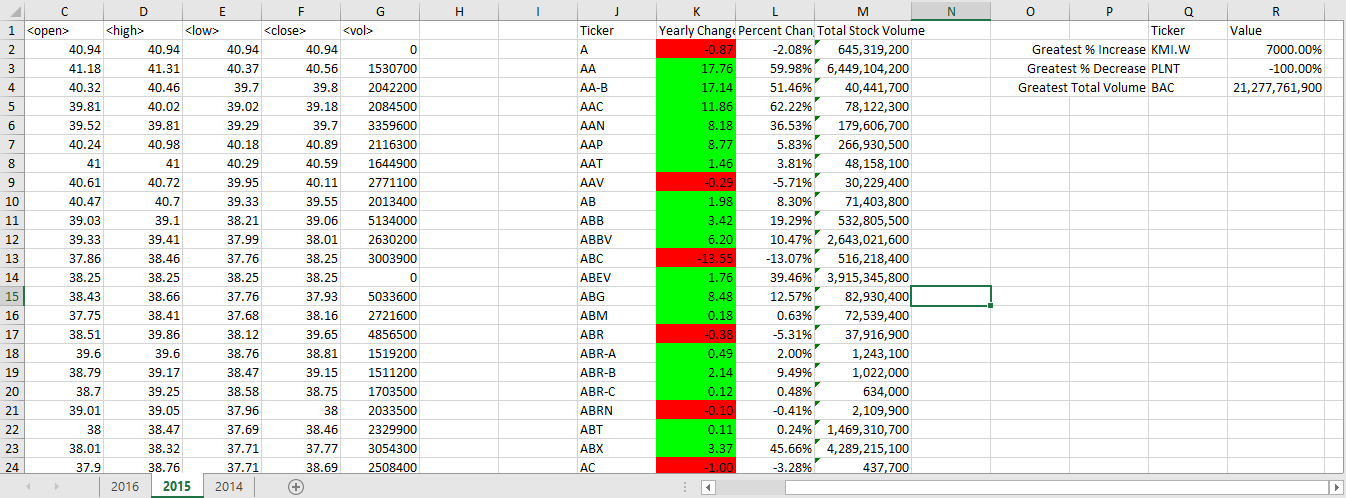 C D E F G H I J K L M N O P Q R
1 <open> <high> <low> <close> <vol> Ticker Yearly Change Percent Chan Total Stock Volume Ticker Value
2 40.94 40.94 40.94 40.94 0 A -0.87 -2.08% 645,319,200 Greatest % Increase KMI.W 7000.00%
3 41.18 41.31 40.37 40.56 1530700 AA 17.76 59.98% 6,449,104,200 Greatest % Decrease PLNT -100.00%
4 40.32 40.46 39.7 39.8 2042200 AA-B 17.14 51.46% 40,441,700 Greatest Total Volume BAC 21,277,761,900
5 39.81 40.02 39.02 39.18 2084500 AAC 11.86 62.22% 78,122,300
6 39.52 39.81 39.29 39.7 3359600 AAN 8.18 36.53% 179,606,700
7 40.24 40.98 40.18 40.89 2116300 AAP 8.77 5.83% 266,930,500
8 41 41 40.29 40.59 1644900 AAT 1.46 3.81% 48,158,100
9 40.61 40.72 39.95 40.11 2771100 AAV -0.29 -5.71% 30,229,400
10 40.47 40.7 39.33 39.55 2013400 AB 1.98 8.30% 71,403,800
11 39.03 39.1 38.21 39.06 5134000 ABB 3.42 19.29% 532,805,500
12 39.33 39.41 37.99 38.01 2630200 ABBV 6.20 10.47% 2,643,021,600
13 37.86 38.46 37.76 38.25 3003900 ABC -13.55 -13.07% 516,218,400
14 38.25 38.25 38.25 38.25 0 ABEV 1.76 39.46% 3,915,345,800
15 38.43 38.66 37.76 37.93 5033600 ABG 8.48 12.57% 82,930,400
16 37.75 38.41 37.68 38.16 2721600 ABM 0.18 0.63% 72,539,400
17 38.51 39.86 38.12 39.65 4856500 ABR -0.38 -5.31% 37,916,900
18 39.6 39.6 38.76 38.81 1519200 ABR-A 0.49 2.00% 1,243,100
19 38.79 39.17 38.47 39.15 1511200 ABR-B 2.14 9.49% 1,022,000
20 38.7 39.25 38.58 38.75 1703500 ABR-C 0.12 0.48% 634,000
21 39.01 39.05 37.96 38 2033500 ABRN -0.10 -0.41% 2,109,900
22 38 38.47 37.69 38.46 2329900 ABT 0.11 0.24% 1,469,310,700
23 38.01 38.32 37.71 37.77 3054300 ABX 3.37 45.66% 4,289,215,100
24 37.9 38.76 37.71 38.69 2508400 AC -1.00 -3.28% 437,700
2016 2015 2014